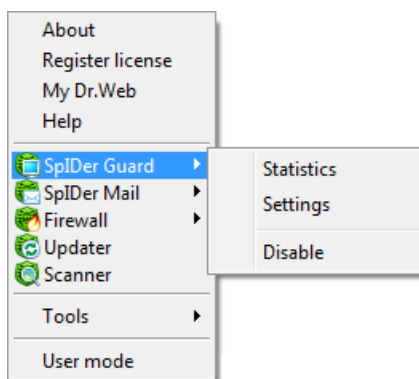 About
Register license
My Dr.Web
Help
SpIDer Guard
SpIDer Mail
Firewall
Updater
Scanner
Tools
User mode
Statistics
Settings
Disable